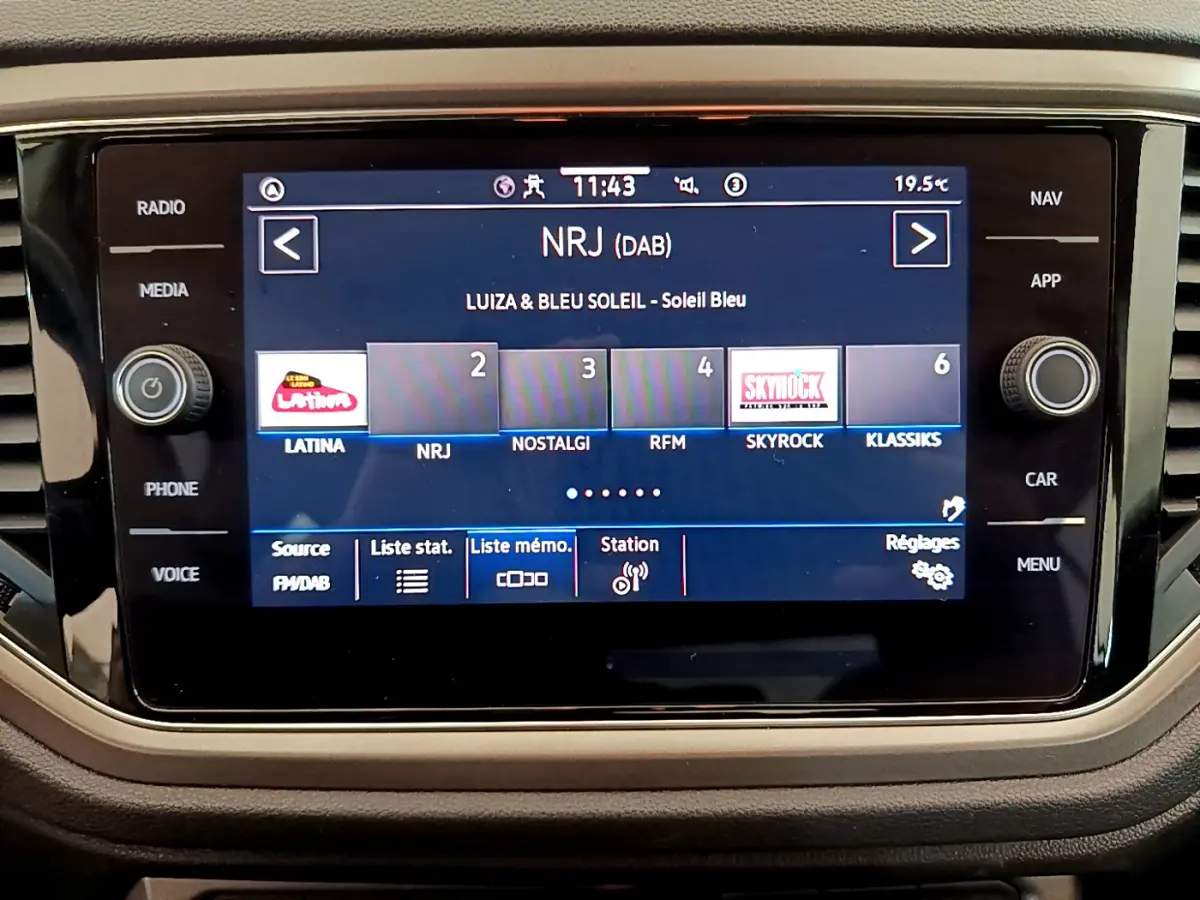 RADIO
MEDIA
PHONE
VOICE
11:43
3
19.5°C
NRJ (DAB)
LUIZA & BLEU SOLEIL - Soleil Bleu
LATINA
2
NRJ
3
NOSTALGI
4
RFM
SKYROCK
SKYROCK
6
KLASSIKS
Source
FM/DAB
Liste stat.
Liste mémo.
Station
Réglages
NAV
APP
CAR
MENU